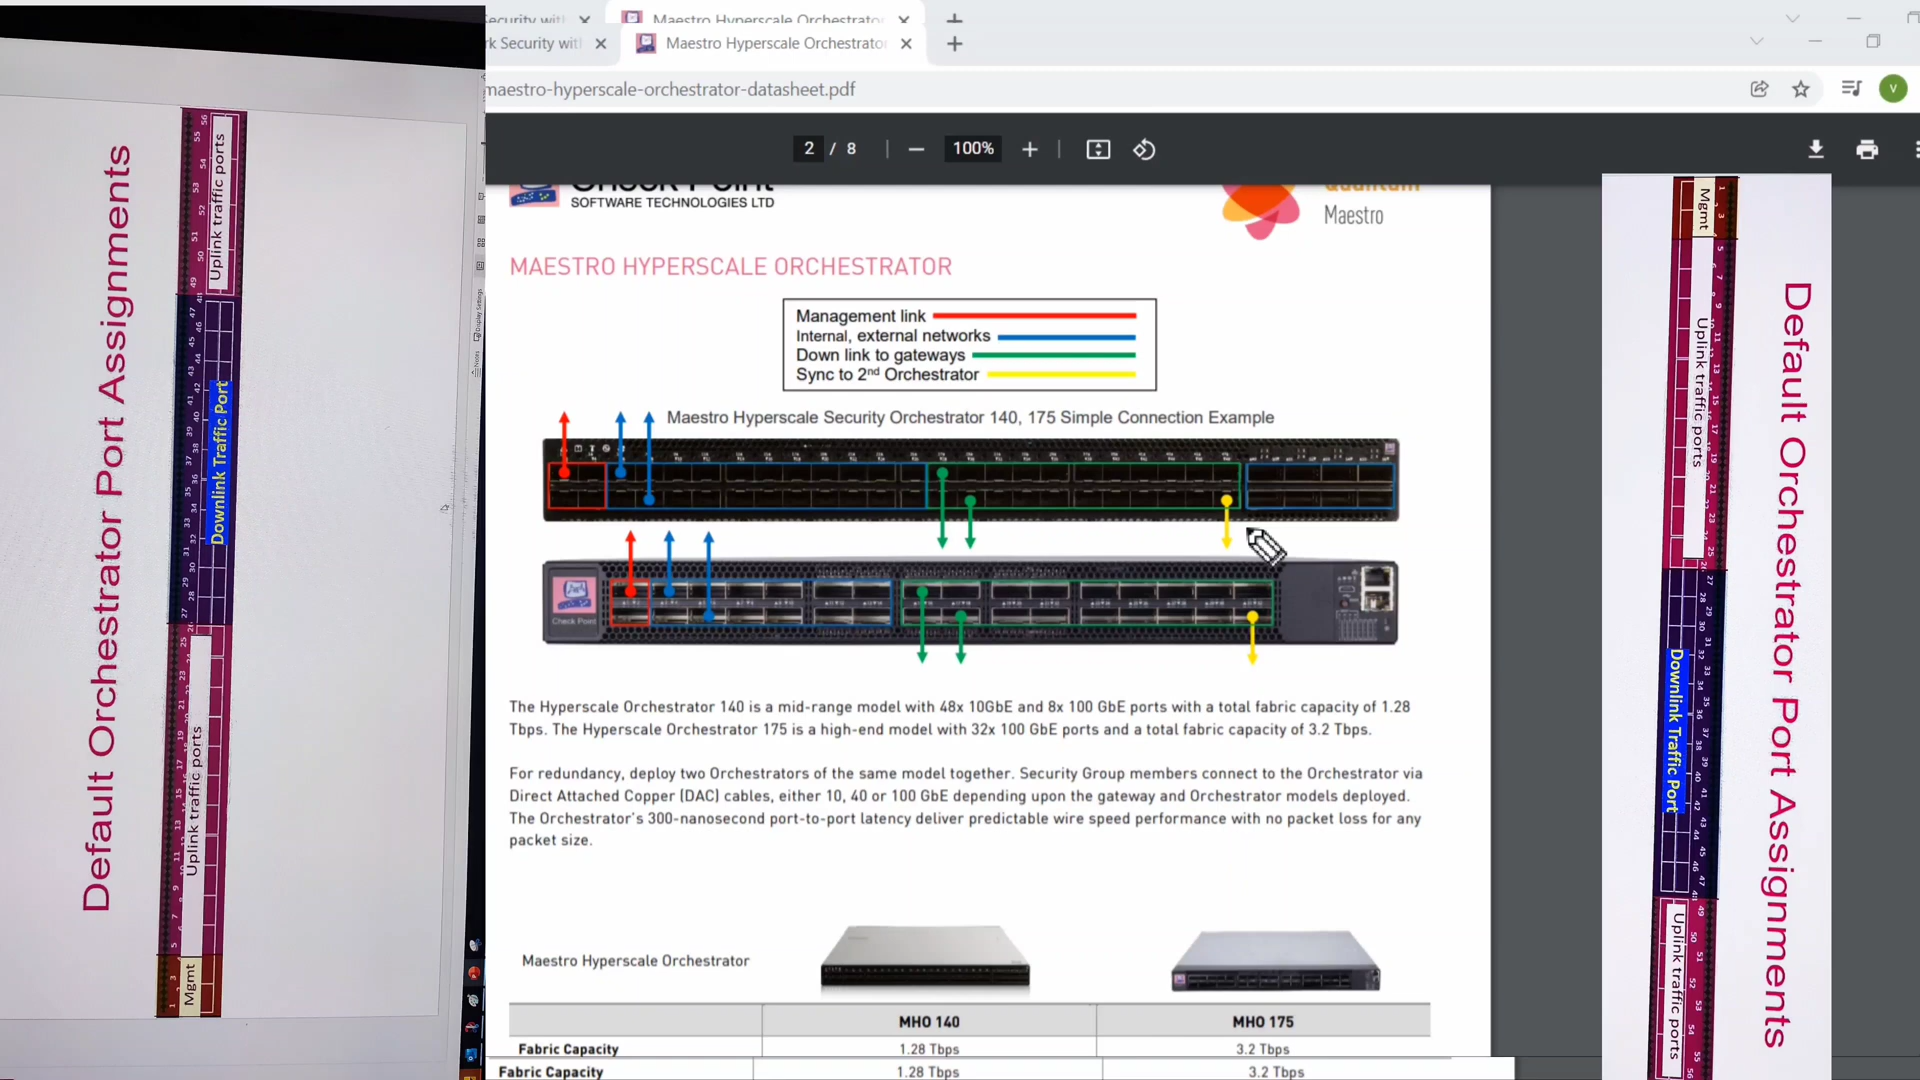 Security with
Maestro Hyperscale Orchestrator
rk Security with
Maestro Hyperscale Orchestrator
maestro-hyperscale-orchestrator-datasheet.pdf
V
2 / 8
100%
SOFTWARE TECHNOLOGIES LTD
Quantum
Maestro
MAESTRO HYPERSCALE ORCHESTRATOR
Management link
Internal, external networks
Down link to gateways
Sync to 2nd Orchestrator
Maestro Hyperscale Security Orchestrator 140, 175 Simple Connection Example
Check Point
The Hyperscale Orchestrator 140 is a mid-range model with 48x 10GbE and 8x 100 GbE ports with a total fabric capacity of 1.28
Tbps. The Hyperscale Orchestrator 175 is a high-end model with 32x 100 GbE ports and a total fabric capacity of 3.2 Tbps.
For redundancy, deploy two Orchestrators of the same model together. Security Group members connect to the Orchestrator via
Direct Attached Copper (DAC) cables, either 10, 40 or 100 GbE depending upon the gateway and Orchestrator models deployed.
The Orchestrator's 300-nanosecond port-to-port latency deliver predictable wire speed performance with no packet loss for any
packet size.
Maestro Hyperscale Orchestrator
MHO 140 MHO 175
Fabric Capacity 1.28 Tbps 3.2 Tbps
Fabric Capacity 1.28 Tbps 3.2 Tbps
Default Orchestrator Port Assignments
Uplink traffic ports
Downlink Traffic Port
Uplink traffic ports
Mgmt
Default Orchestrator Port Assignments
Mgmt
Uplink traffic ports
Downlink Traffic Port
Uplink traffic ports